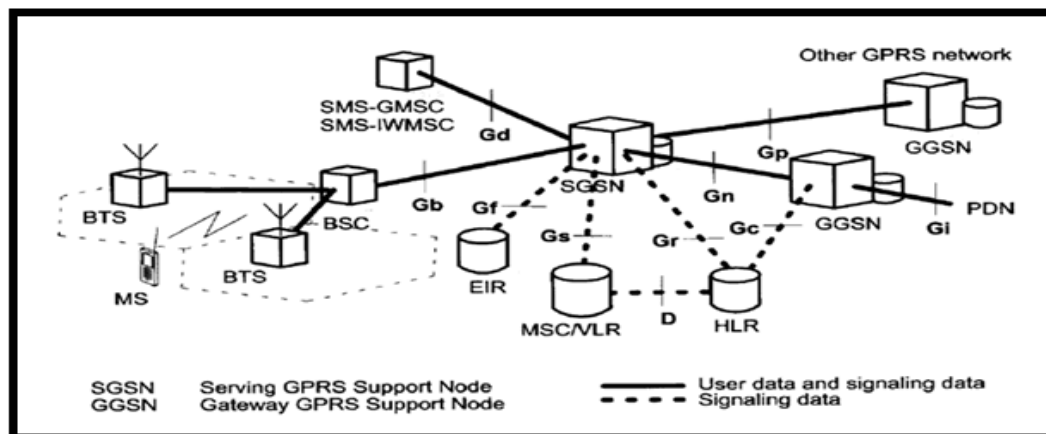 Other GPRS network
SMS-GMSC
SMS-IWMSC
Gd
Gp
GGSN
SGSN
BTS
BSC
Gb
Gn
GGSN
PDN
Gi
Gf
Gs
Gr
Gc
MS
BTS
EIR
MSC/VLR
D
HLR
SGSN Serving GPRS Support Node
GGSN Gateway GPRS Support Node
User data and signaling data
Signaling data